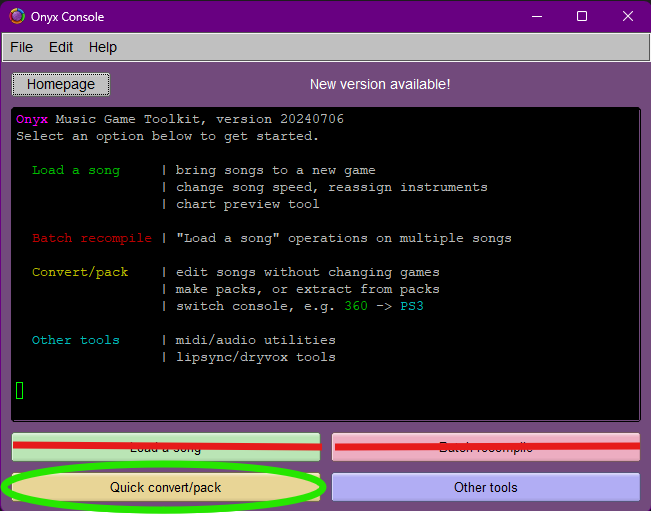 Onyx Console
File Edit Help
Homepage New version available!
Onyx Music Game Toolkit, version 20240706
Select an option below to get started.
Load a song | bring songs to a new game
| change song speed, reassign instruments
| chart preview tool
Batch recompile | "Load a song" operations on multiple songs
Convert/pack | edit songs without changing games
| make packs, or extract from packs
| switch console, e.g. 360 -> PS3
Other tools | midi/audio utilities
| lipsync/dryvox tools
Load a song Batch recompile
Quick convert/pack Other tools